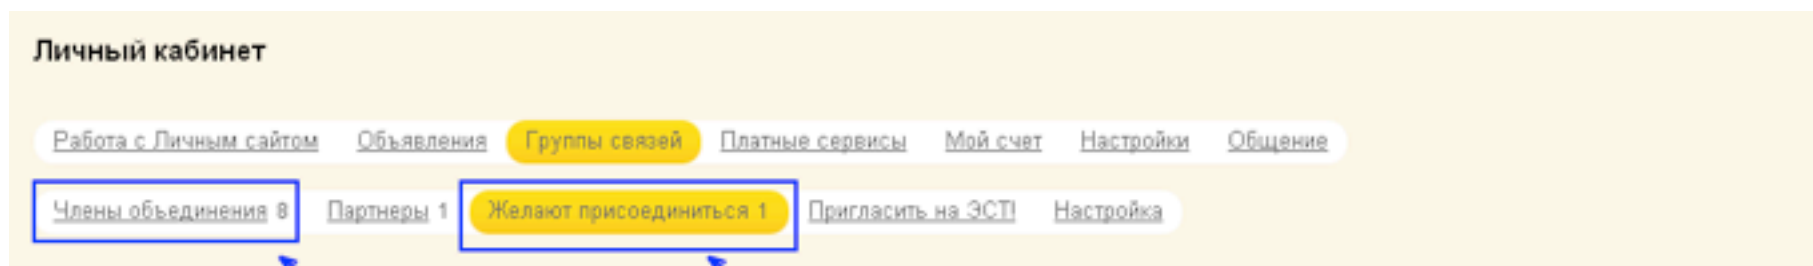 Личный кабинет
Работа с Личным сайтом Объявления Группы связей Платные сервисы Мой счет Настройки Общение
Члены объединения 8 Партнеры 1 Желают присоединиться 1 Пригласить на ЭСТ! Настройка